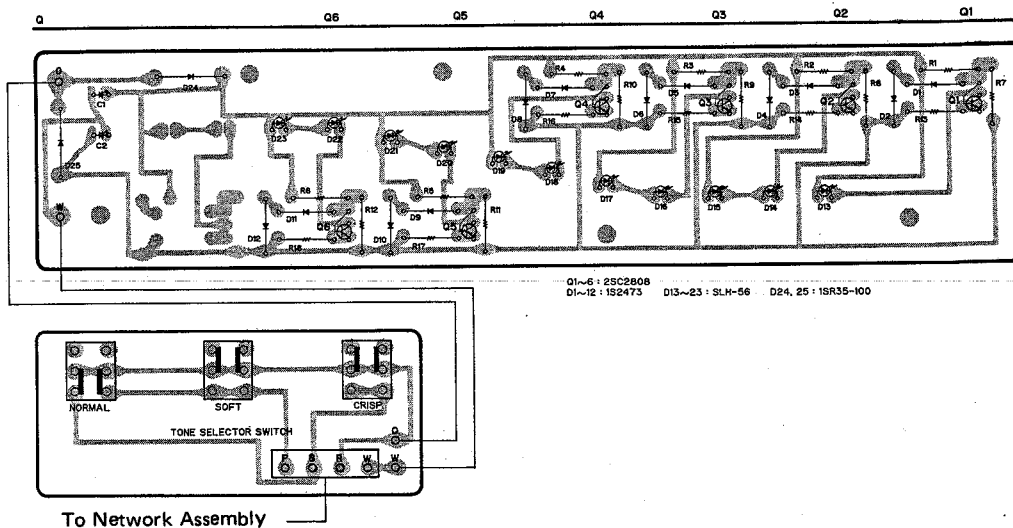 Q Q6 Q5 Q4 Q3 Q2 Q1
O D24 R4 R3 R2 R1
C1 D7 R10 D5 R9 D3 R8 D1 R7
Q4 Q3 Q2 Q1
C2 D23 D22 D8 R16 D6 R15 D4 R14 D2 R13
D25 D21 D20 D19 D18
D17 D16 D15 D14 D13
W R6 R5
D11 R12 D9 R11
Q6 Q5
D12 R18 D10 R17
Q1~6 : 2SC2808
D1~12 : 1S2473 D13~23 : SLH-56 D24, 25 : 1SR35-100
NORMAL SOFT CRISP
TONE SELECTOR SWITCH O
P S R W W
To Network Assembly